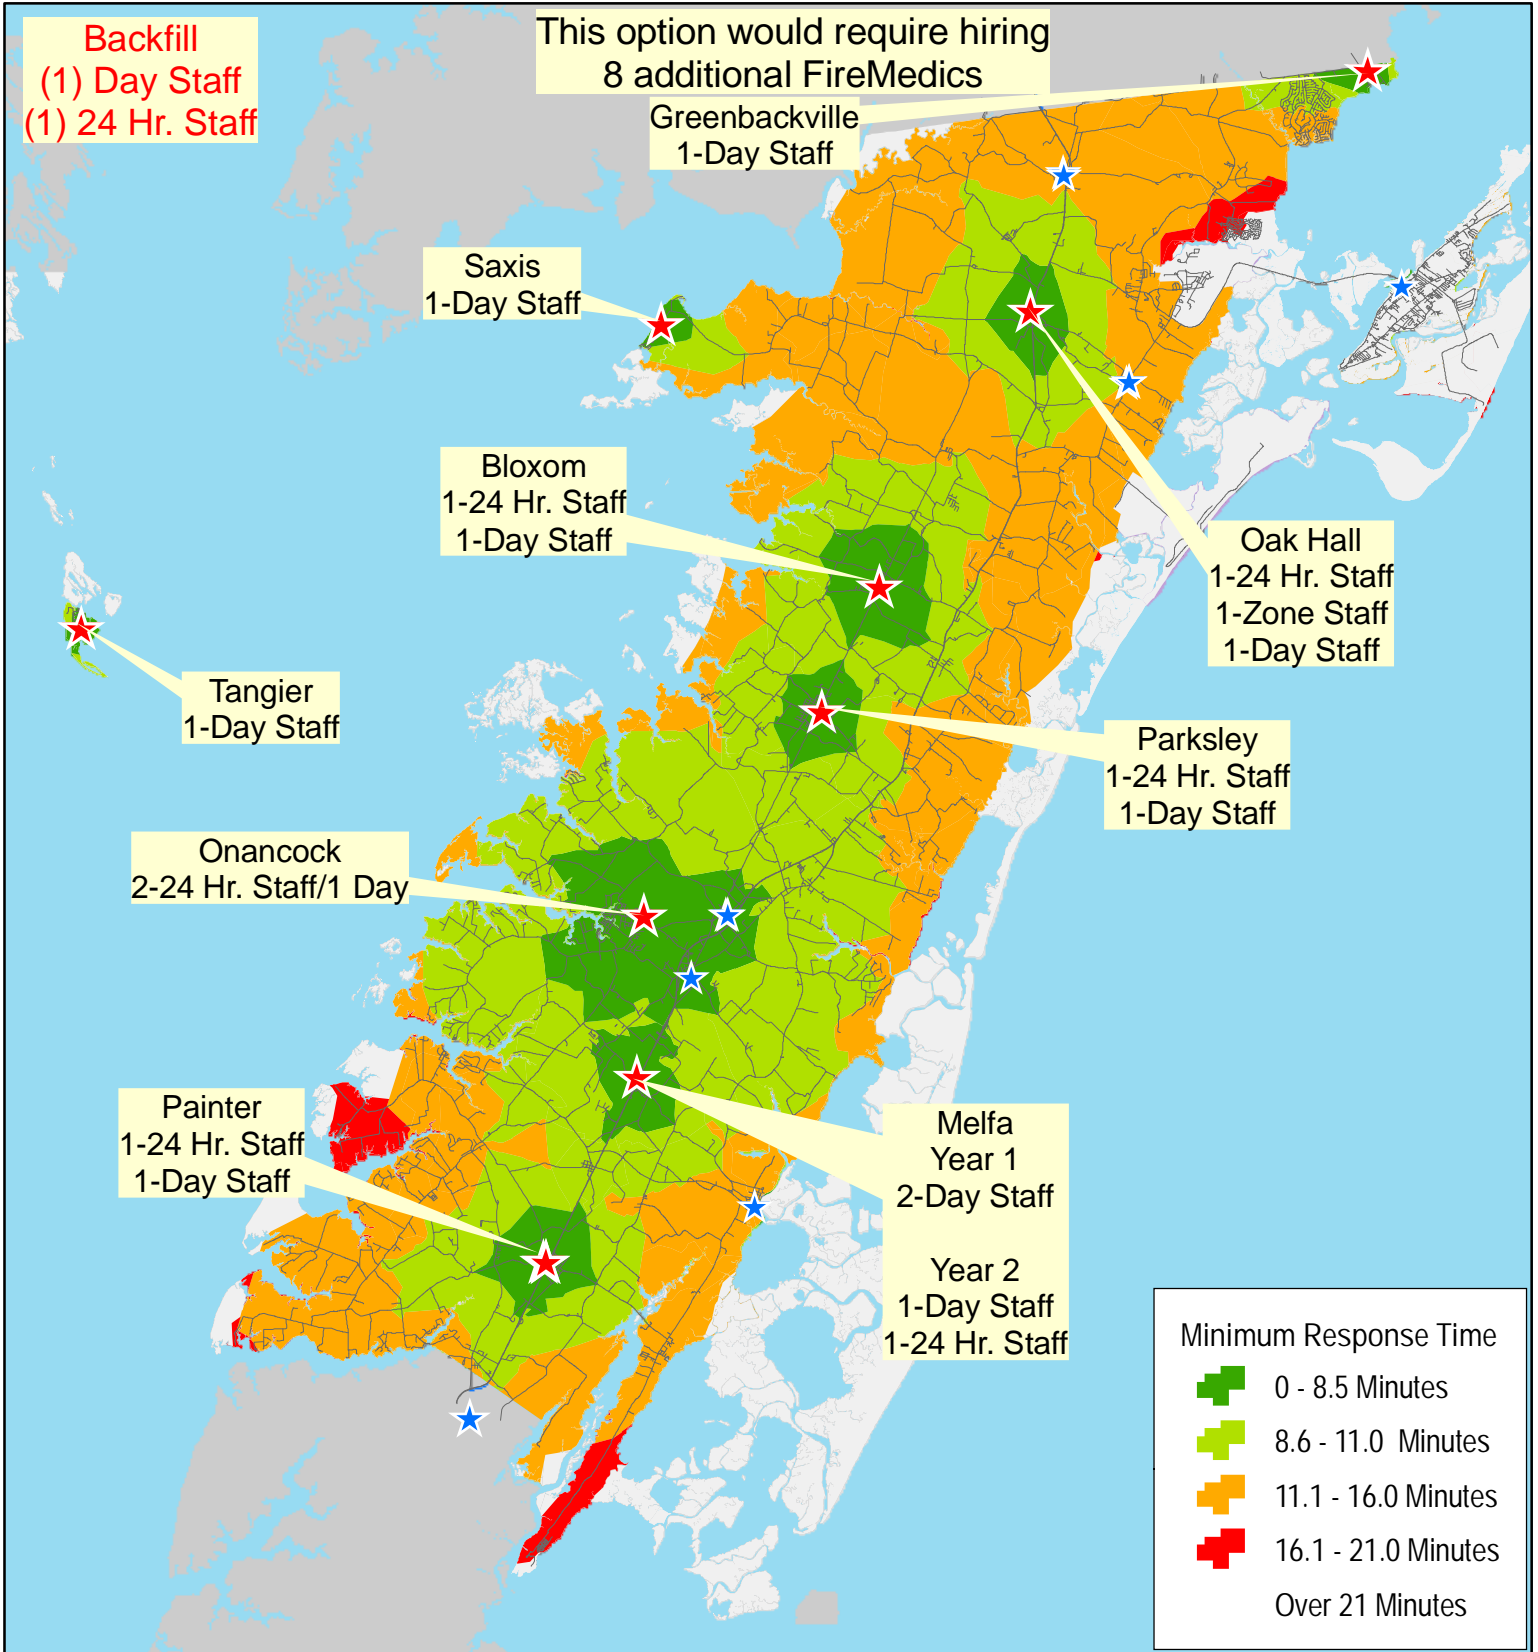 Backfill
(1) Day Staff
(1) 24 Hr. Staff
This option would require hiring
8 additional FireMedics
Greenbackville
1-Day Staff
Saxis
1-Day Staff
Bloxom
1-24 Hr. Staff
1-Day Staff
Oak Hall
1-24 Hr. Staff
1-Zone Staff
1-Day Staff
Tangier
1-Day Staff
Parksley
1-24 Hr. Staff
1-Day Staff
Onancock
2-24 Hr. Staff/1 Day
Painter
1-24 Hr. Staff
1-Day Staff
Melfa
Year 1
2-Day Staff
Year 2
1-Day Staff
1-24 Hr. Staff
Minimum Response Time
0 - 8.5 Minutes
8.6 - 11.0 Minutes
11.1 - 16.0 Minutes
16.1 - 21.0 Minutes
Over 21 Minutes